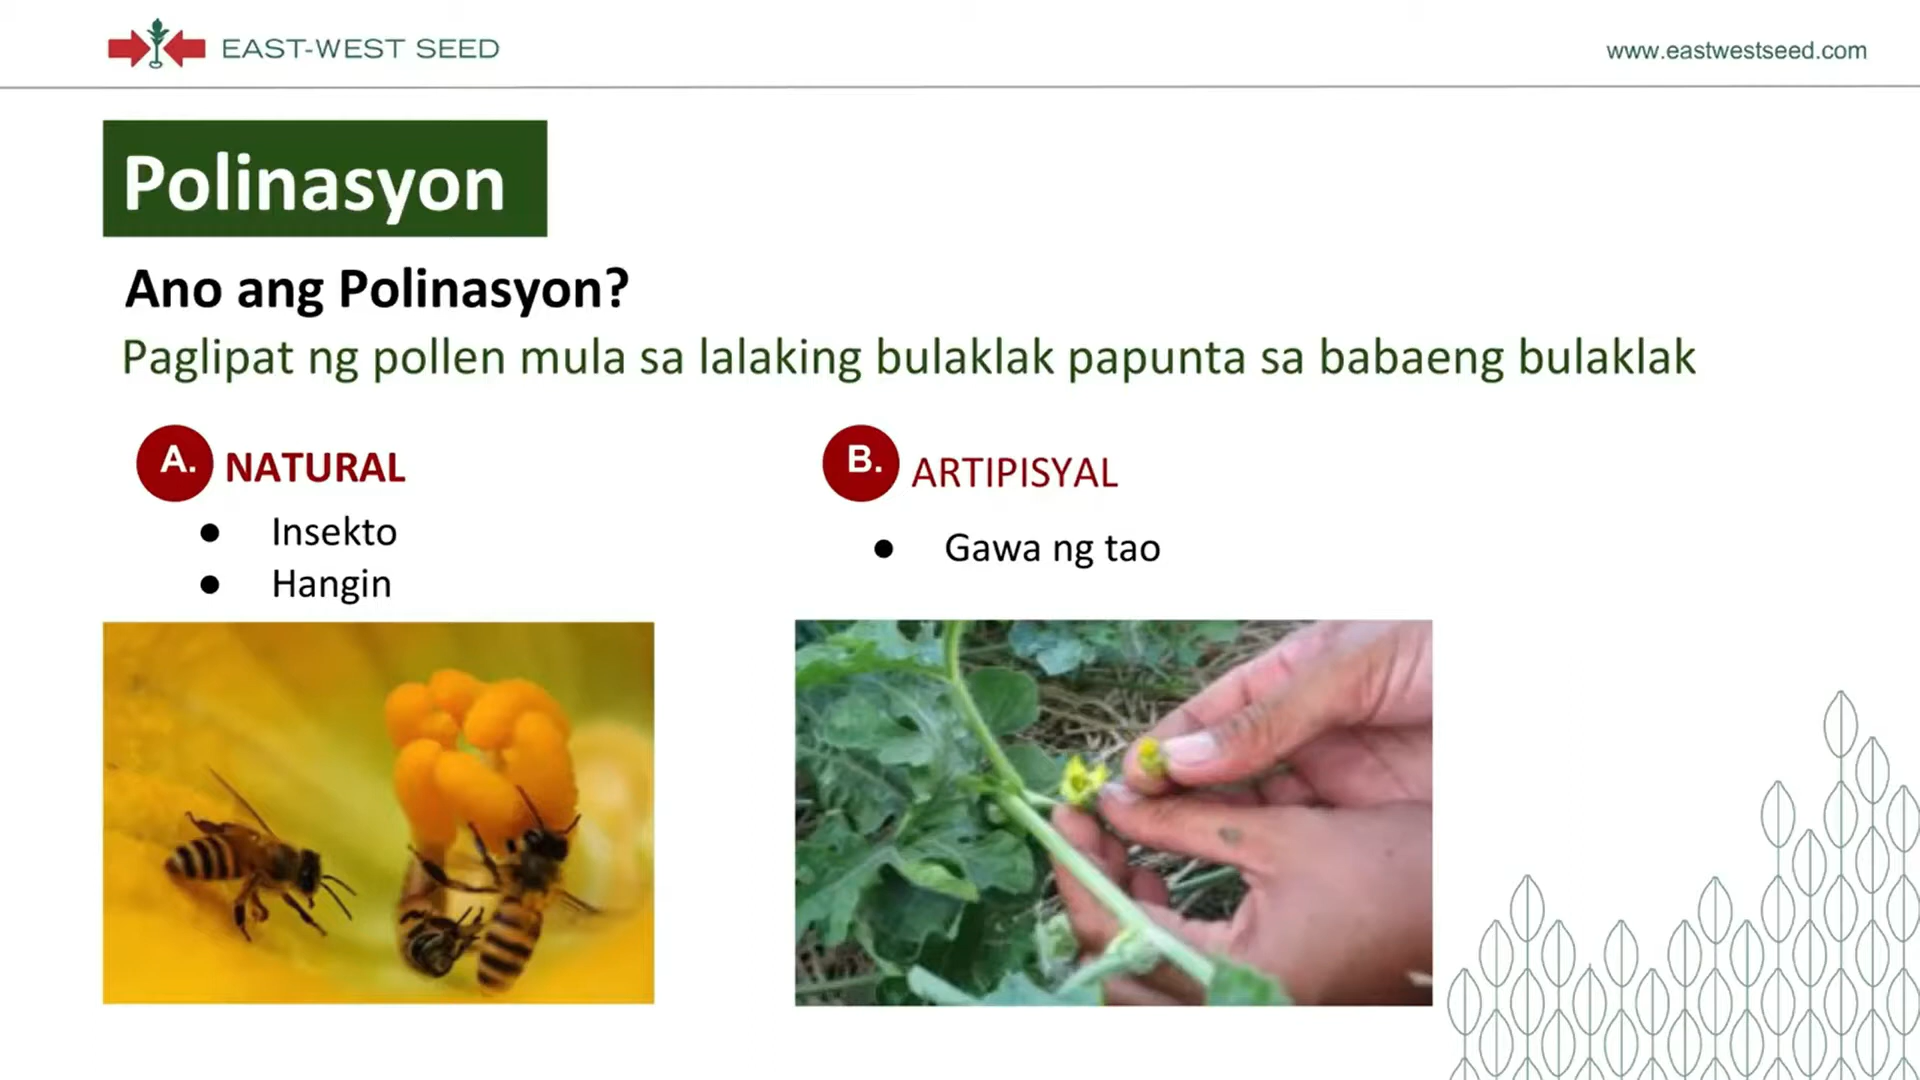 EAST-WEST SEED
www.eastwestseed.com
Polinasyon
Ano ang Polinasyon?
Paglipat ng pollen mula sa lalaking bulaklak papunta sa babaeng bulaklak
A. NATURAL
● Insekto
● Hangin
B. ARTIPISYAL
● Gawa ng tao